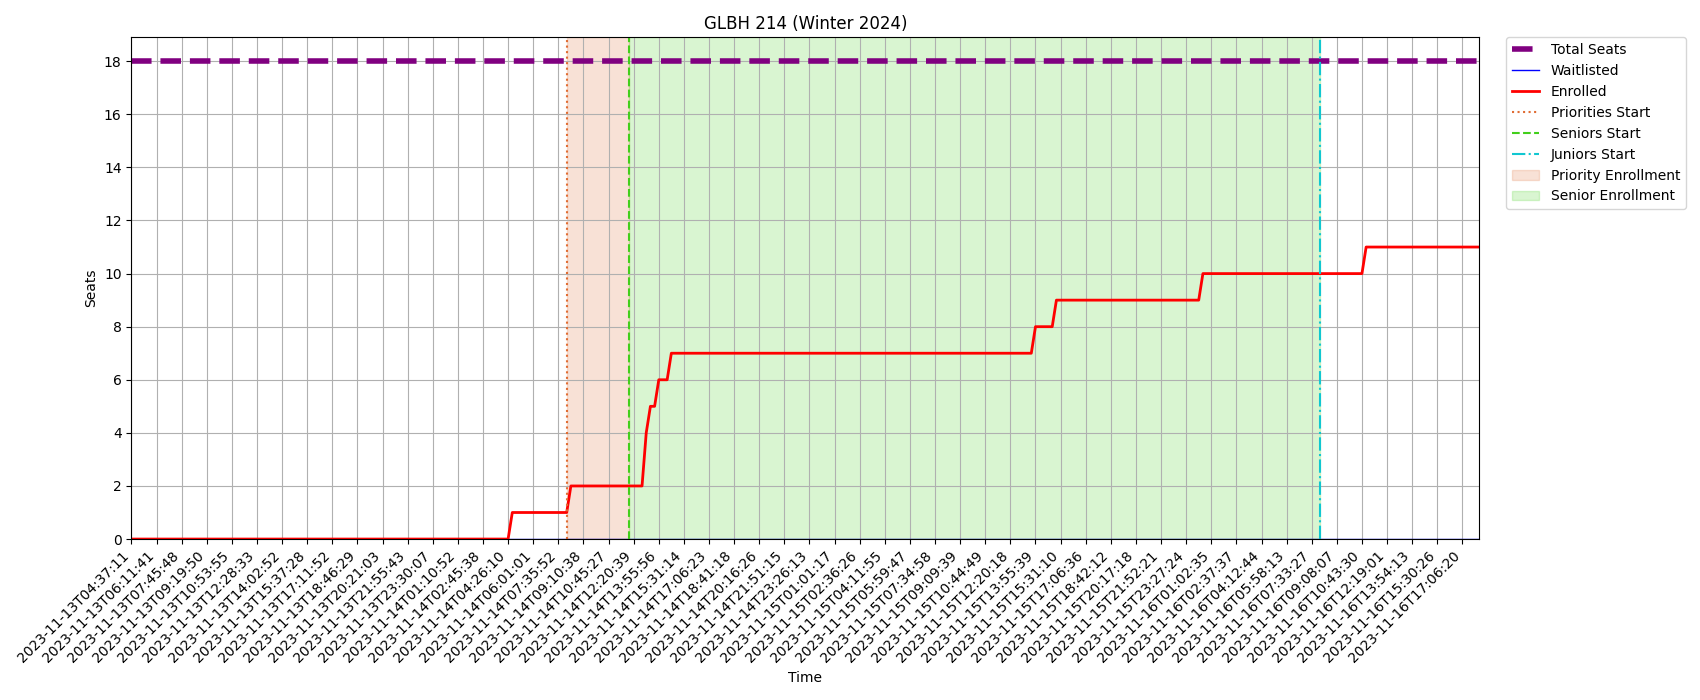 GLBH 214 (Winter 2024)
Total Seats
Waitlisted
Enrolled
Priorities Start
Seniors Start
Juniors Start
Priority Enrollment
Senior Enrollment
Seats
18
16
14
12
10
8
6
4
2
0
2023-11-13T04:37:11
2023-11-13T06:11:41
2023-11-13T07:45:48
2023-11-13T09:19:50
2023-11-13T10:53:55
2023-11-13T12:28:33
2023-11-13T14:02:52
2023-11-13T15:37:28
2023-11-13T17:11:52
2023-11-13T18:46:29
2023-11-13T20:21:03
2023-11-13T21:55:43
2023-11-13T23:30:07
2023-11-14T01:10:52
2023-11-14T02:45:38
2023-11-14T04:26:10
2023-11-14T06:01:01
2023-11-14T07:35:52
2023-11-14T09:10:38
2023-11-14T10:45:27
2023-11-14T12:20:39
2023-11-14T13:55:56
2023-11-14T15:31:14
2023-11-14T17:06:23
2023-11-14T18:41:18
2023-11-14T20:16:26
2023-11-14T21:51:15
2023-11-14T23:26:13
2023-11-15T01:01:17
2023-11-15T02:36:26
2023-11-15T04:11:55
2023-11-15T05:59:47
2023-11-15T07:34:58
2023-11-15T09:09:39
2023-11-15T10:44:49
2023-11-15T12:20:18
2023-11-15T13:55:39
2023-11-15T15:31:10
2023-11-15T17:06:36
2023-11-15T18:42:12
2023-11-15T20:17:18
2023-11-15T21:52:21
2023-11-15T23:27:24
2023-11-16T01:02:35
2023-11-16T02:37:37
2023-11-16T04:12:44
2023-11-16T05:58:13
2023-11-16T07:33:27
2023-11-16T09:08:07
2023-11-16T10:43:30
2023-11-16T12:19:01
2023-11-16T13:54:13
2023-11-16T15:30:26
2023-11-16T17:06:20
Time